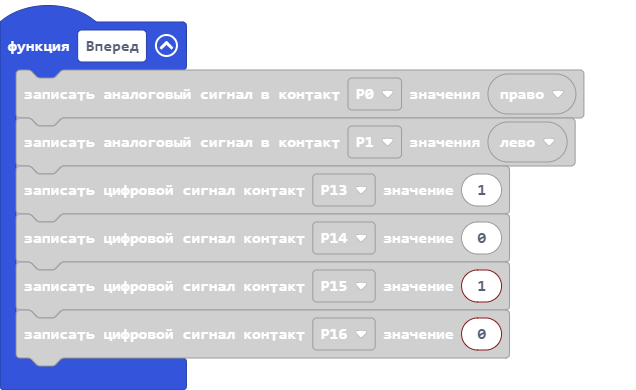 функция Вперед
записать аналоговый сигнал в контакт P0 значения право
записать аналоговый сигнал в контакт P1 значения лево
записать цифровой сигнал контакт P13 значение 1
записать цифровой сигнал контакт P14 значение 0
записать цифровой сигнал контакт P15 значение 1
записать цифровой сигнал контакт P16 значение 0